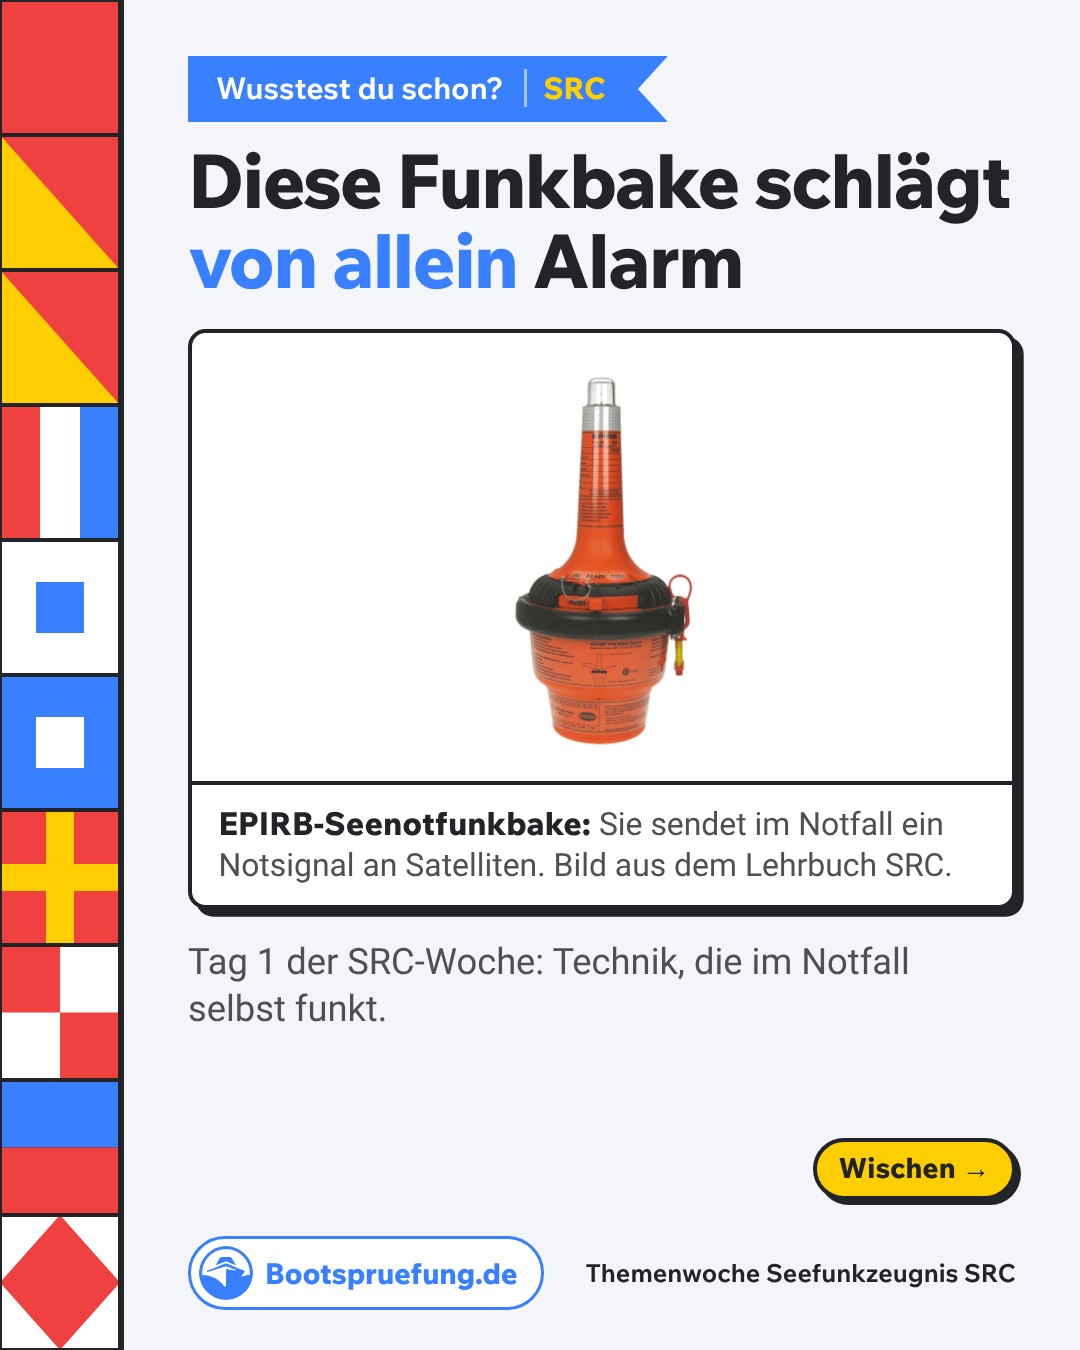 Wusstest du schon? | SRC
Diese Funkbake schlägt
von allein Alarm
READY
PUSH
EPIRB-Seenotfunkbake: Sie sendet im Notfall ein
Notsignal an Satelliten. Bild aus dem Lehrbuch SRC.
Tag 1 der SRC-Woche: Technik, die im Notfall
selbst funkt.
Wischen →
Bootspruefung.de
Themenwoche Seefunkzeugnis SRC